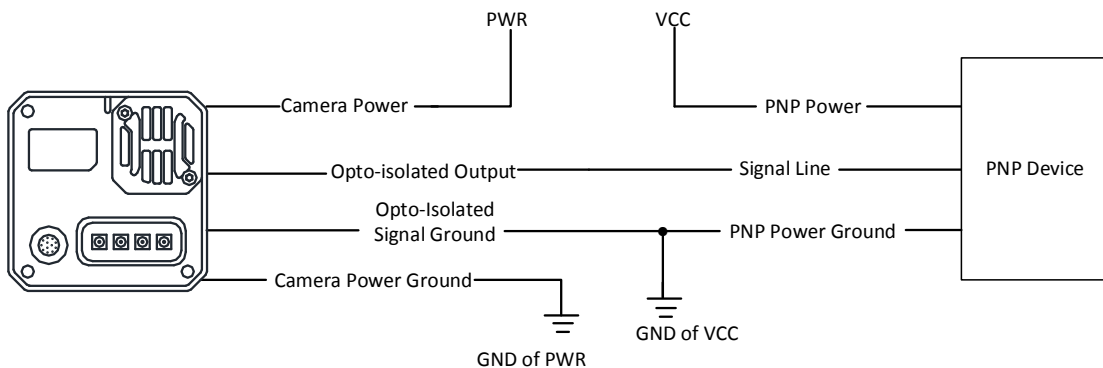 PWR
VCC
Camera Power
PNP Power
Opto-isolated Output
Signal Line
PNP Device
Opto-Isolated
Signal Ground
PNP Power Ground
Camera Power Ground
GND of VCC
GND of PWR